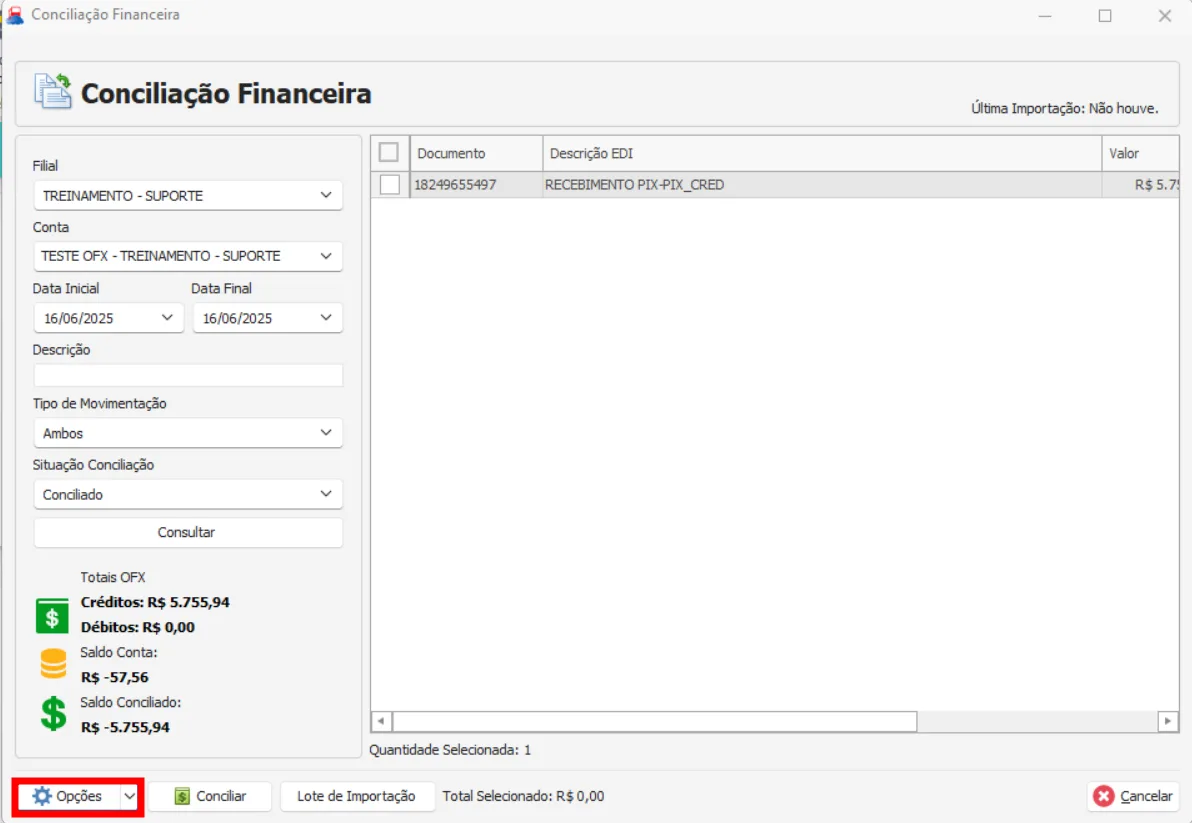 Conciliação Financeira
Conciliação Financeira
Última Importação: Não houve.
Filial
TREINAMENTO - SUPORTE
Conta
TESTE OFX - TREINAMENTO - SUPORTE
Data Inicial Data Final
16/06/2025 16/06/2025
Descrição
Tipo de Movimentação
Ambos
Situação Conciliação
Conciliado
Consultar
Totais OFX
Créditos: R$ 5.755,94
Débitos: R$ 0,00
Saldo Conta:
R$ -57,56
Saldo Conciliado:
R$ -5.755,94
Documento Descrição EDI Valor
18249655497 RECEBIMENTO PIX-PIX_CRED R$ 5.75
Quantidade Selecionada: 1
Opções Conciliar Lote de Importação Total Selecionado: R$ 0,00 Cancelar